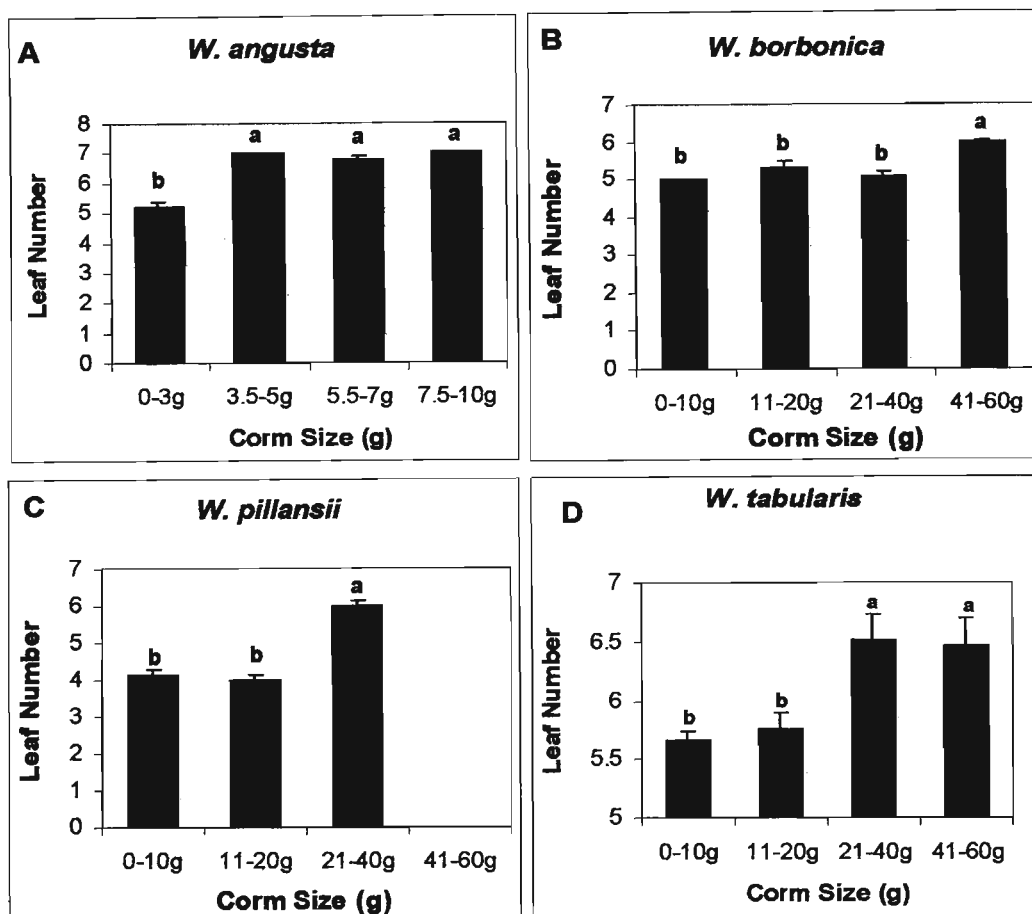 A
W. angusta
Leaf Number
8
7
6
5
4
3
2
1
0
b
a
a
a
0-3g 3.5-5g 5.5-7g 7.5-10g
Corm Size (g)
B
W. borbonica
Leaf Number
7
6
5
4
3
2
1
0
b
b
b
a
0-10g 11-20g 21-40g 41-60g
Corm Size (g)
C
W. pillansii
Leaf Number
7
6
5
4
3
2
1
0
b
b
a
0-10g 11-20g 21-40g 41-60g
Corm Size (g)
D
W. tabularis
Leaf Number
7
6.5
6
5.5
5
b
b
a
a
0-10g 11-20g 21-40g 41-60g
Corm Size (g)